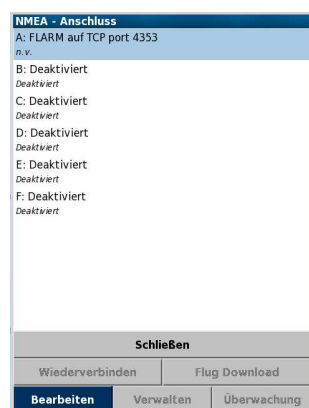 NMEA - Anschluss
A: FLARM auf TCP port 4353
n.v.
B: Deaktiviert
Deaktiviert
C: Deaktiviert
Deaktiviert
D: Deaktiviert
Deaktiviert
E: Deaktiviert
Deaktiviert
F: Deaktiviert
Deaktiviert
Schließen
Wiederverbinden Flug Download
Bearbeiten Verwalten Überwachung